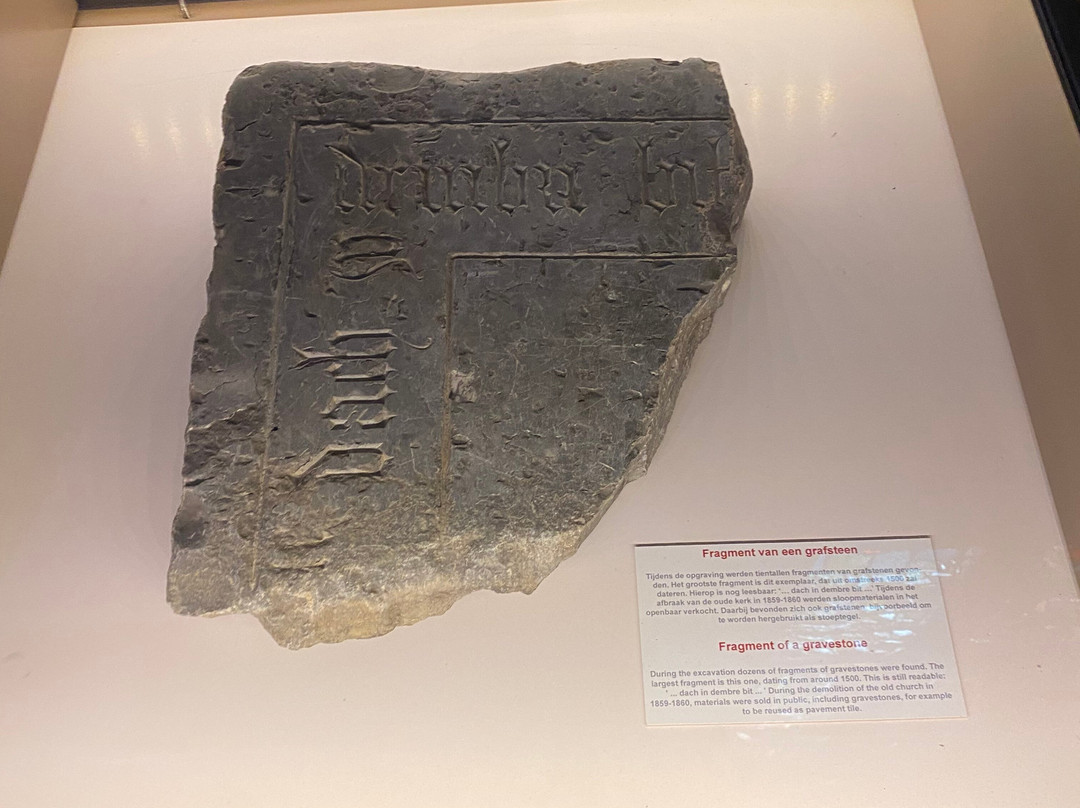 dach
in
dembr̄ bit
Fragment van een grafsteen
Tijdens de opgraving werden tientallen fragmenten van grafstenen gevon-
den. Het grootste fragment is dit exemplaar, dat uit omstreeks 1500 zal
dateren. Hierop is nog leesbaar: '... dach in dembre bit ...' Tijdens de
afbraak van de oude kerk in 1859-1860 werden sloopmaterialen in het
openbaar verkocht. Daarbij bevonden zich ook grafstenen, bijvoorbeeld om
te worden hergebruikt als stoeptegel.
Fragment of a gravestone
During the excavation dozens of fragments of gravestones were found. The
largest fragment is this one, dating from around 1500. This is still readable:
' ... dach in dembre bit ... ' During the demolition of the old church in
1859-1860, materials were sold in public, including gravestones, for example
to be reused as pavement tile.